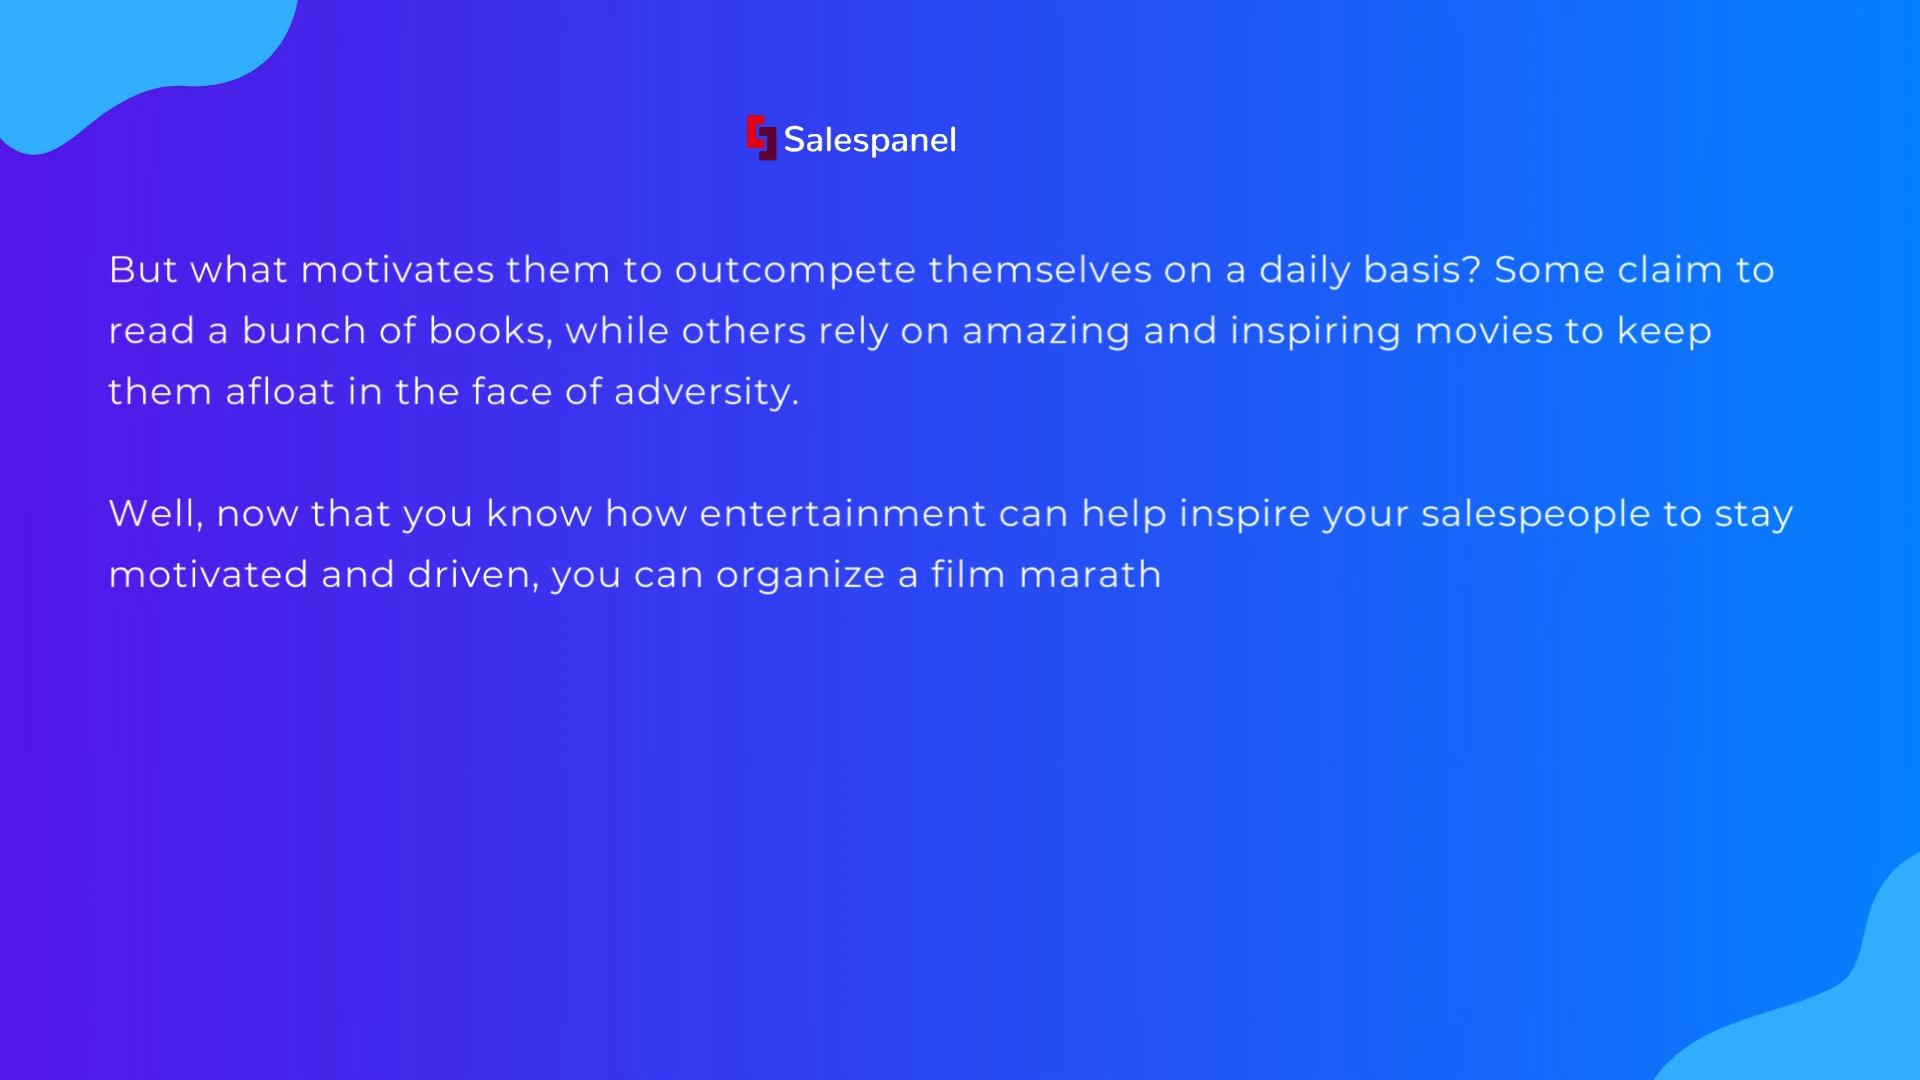 Salespanel
But what motivates them to outcompete themselves on a daily basis? Some claim to
read a bunch of books, while others rely on amazing and inspiring movies to keep
them afloat in the face of adversity.
Well, now that you know how entertainment can help inspire your salespeople to stay
motivated and driven, you can organize a film marath